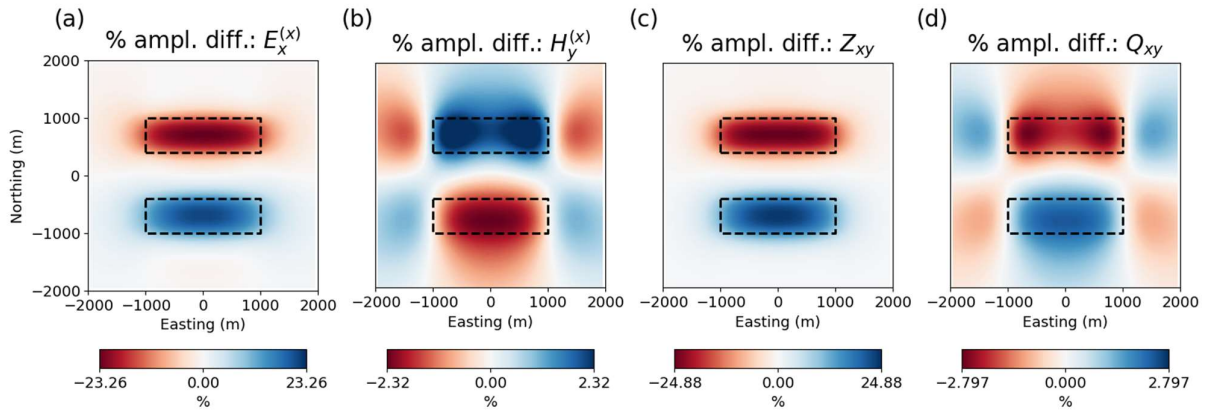 (a)
% ampl. diff.: E_x^(x)
(b)
% ampl. diff.: H_y^(x)
(c)
% ampl. diff.: Z_xy
(d)
% ampl. diff.: Q_xy
2000
1000
0
−1000
−2000
Northing (m)
−2000 −1000 0 1000 2000
Easting (m)
−2000 −1000 0 1000 2000
Easting (m)
−2000 −1000 0 1000 2000
Easting (m)
−2000 −1000 0 1000 2000
Easting (m)
−23.26 0.00 23.26
%
−2.32 0.00 2.32
%
−24.88 0.00 24.88
%
−2.797 0.000 2.797
%